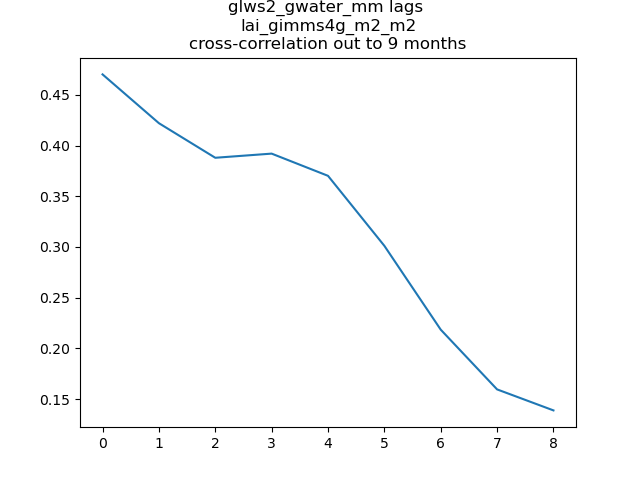 glws2_gwater_mm lags
lai_gimms4g_m2_m2
cross-correlation out to 9 months
0.45
0.40
0.35
0.30
0.25
0.20
0.15
0 1 2 3 4 5 6 7 8